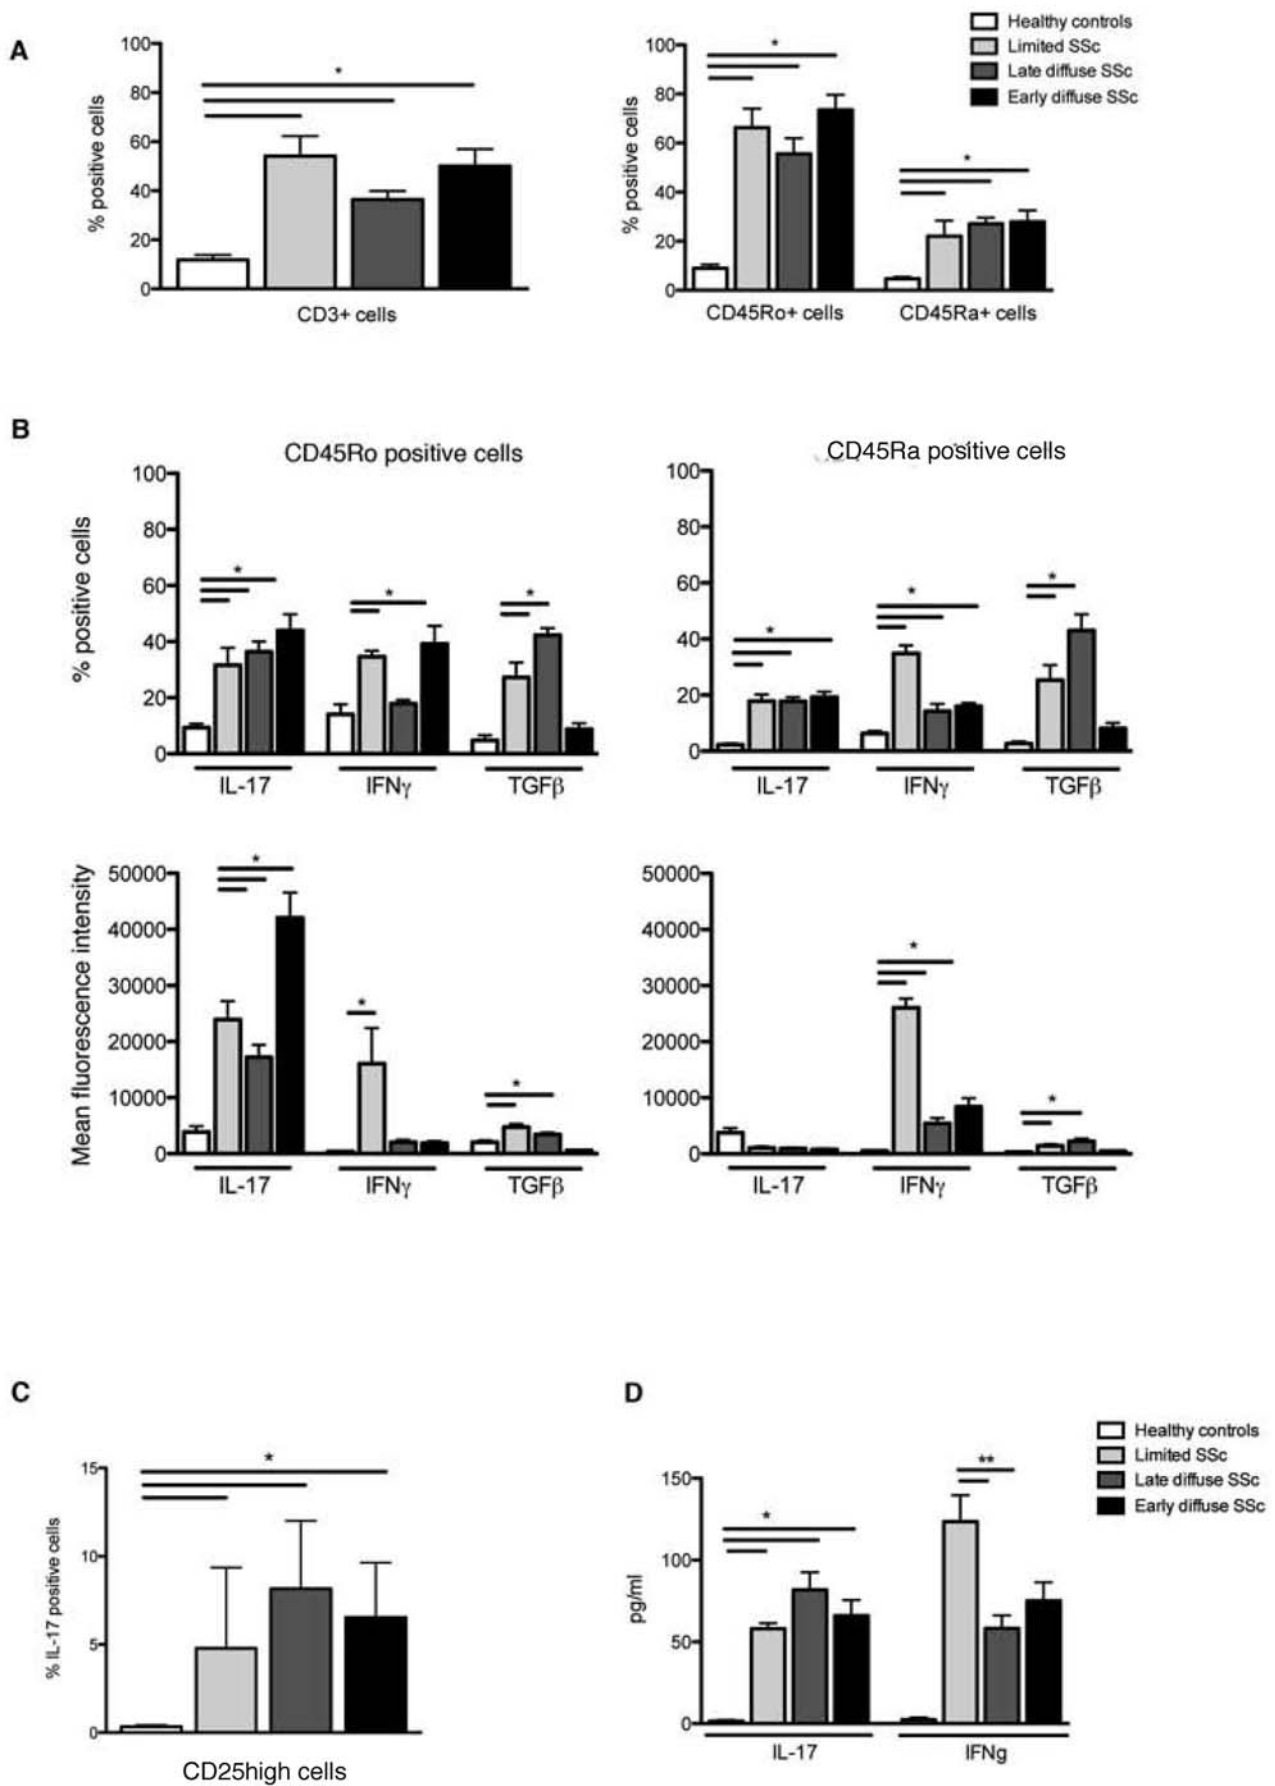 A
100
80
60
40
20
0
% positive cells
*
CD3+ cells
100
80
60
40
20
0
% positive cells
*
*
CD45Ro+ cells
CD45Ra+ cells
Healthy controls
Limited SSc
Late diffuse SSc
Early diffuse SSc
B
CD45Ro positive cells
100
80
60
40
20
0
% positive cells
*
*
*
IL-17
IFNγ
TGFβ
CD45Ra positive cells
100
80
60
40
20
0
*
*
*
IL-17
IFNγ
TGFβ
50000
40000
30000
20000
10000
0
Mean fluorescence intensity
*
*
*
IL-17
IFNγ
TGFβ
50000
40000
30000
20000
10000
0
*
*
IL-17
IFNγ
TGFβ
C
15
10
5
0
% IL-17 positive cells
*
CD25high cells
D
150
100
50
0
pg/ml
*
**
IL-17
IFNg
Healthy controls
Limited SSc
Late diffuse SSc
Early diffuse SSc